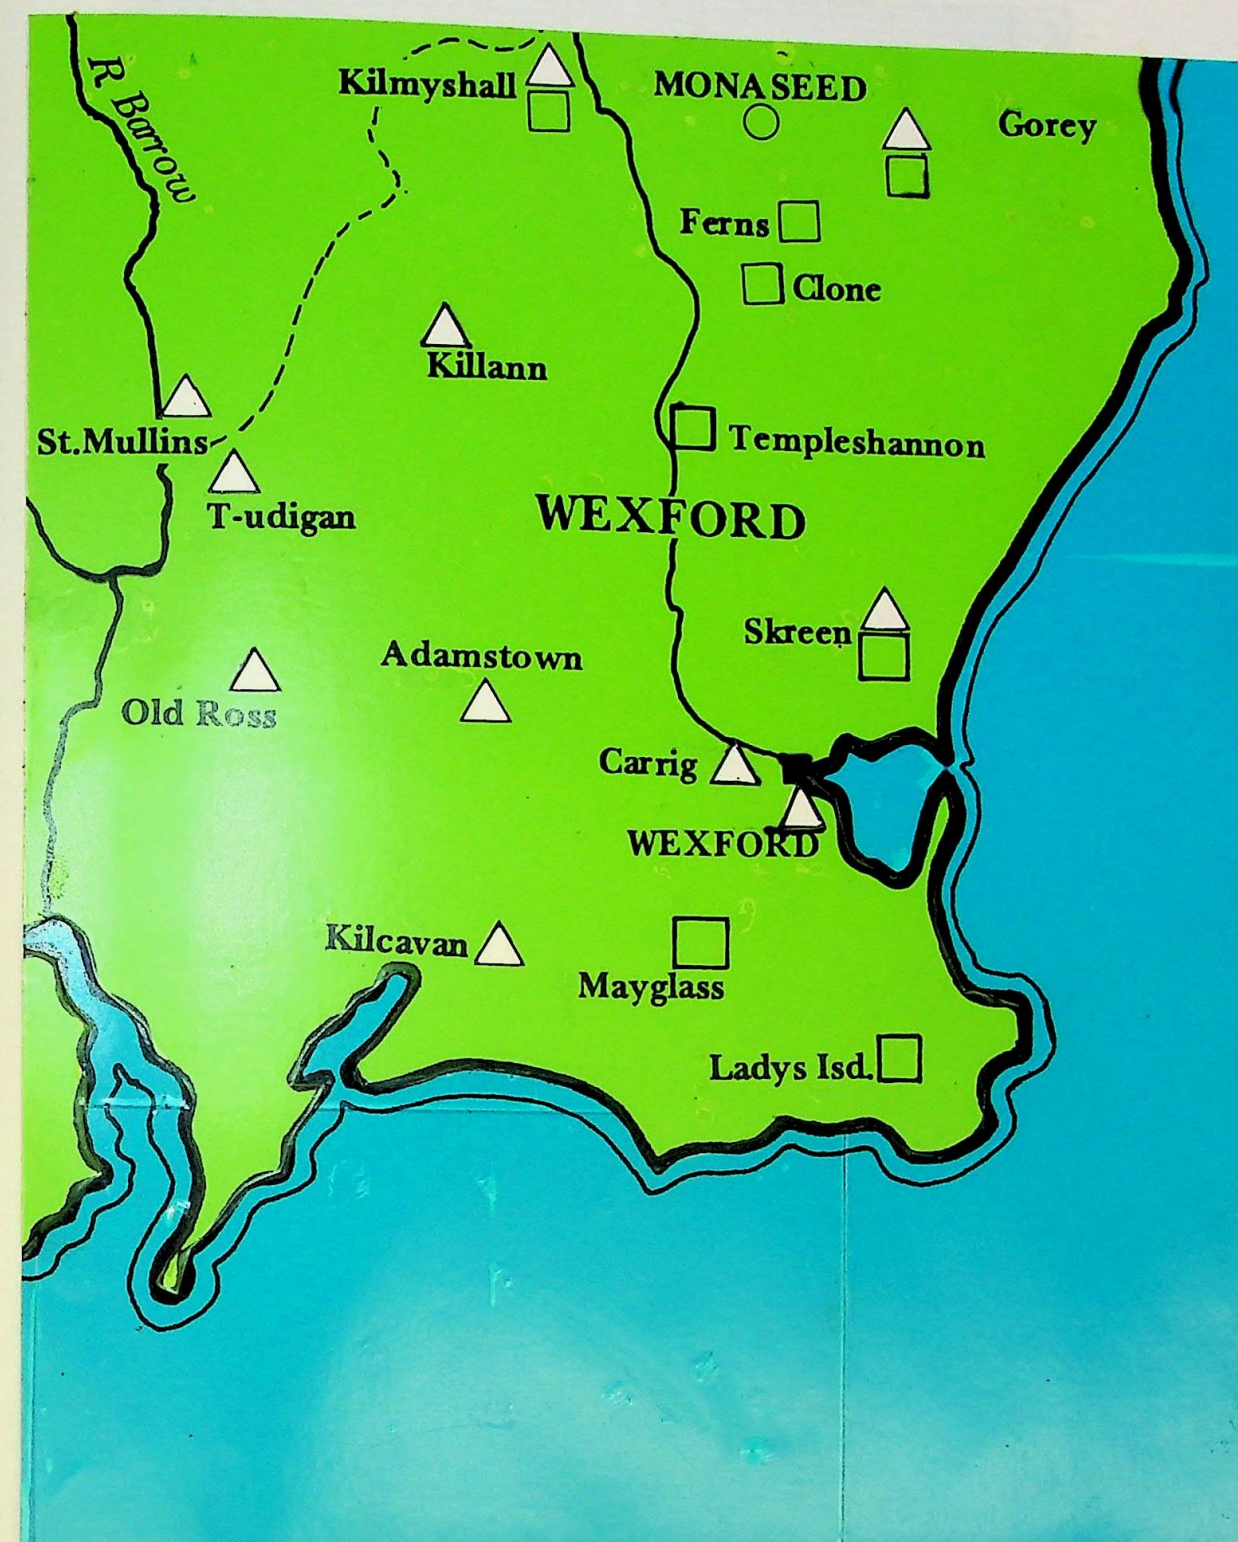 R Barrow
Kilmyshall
MONASEED
Gorey
Ferns
Clone
Killann
St.Mullins
Templeshannon
T-udigan
WEXFORD
Skreen
Adamstown
Old Ross
Carrig
WEXFORD
Kilcavan
Mayglass
Ladys Isd.